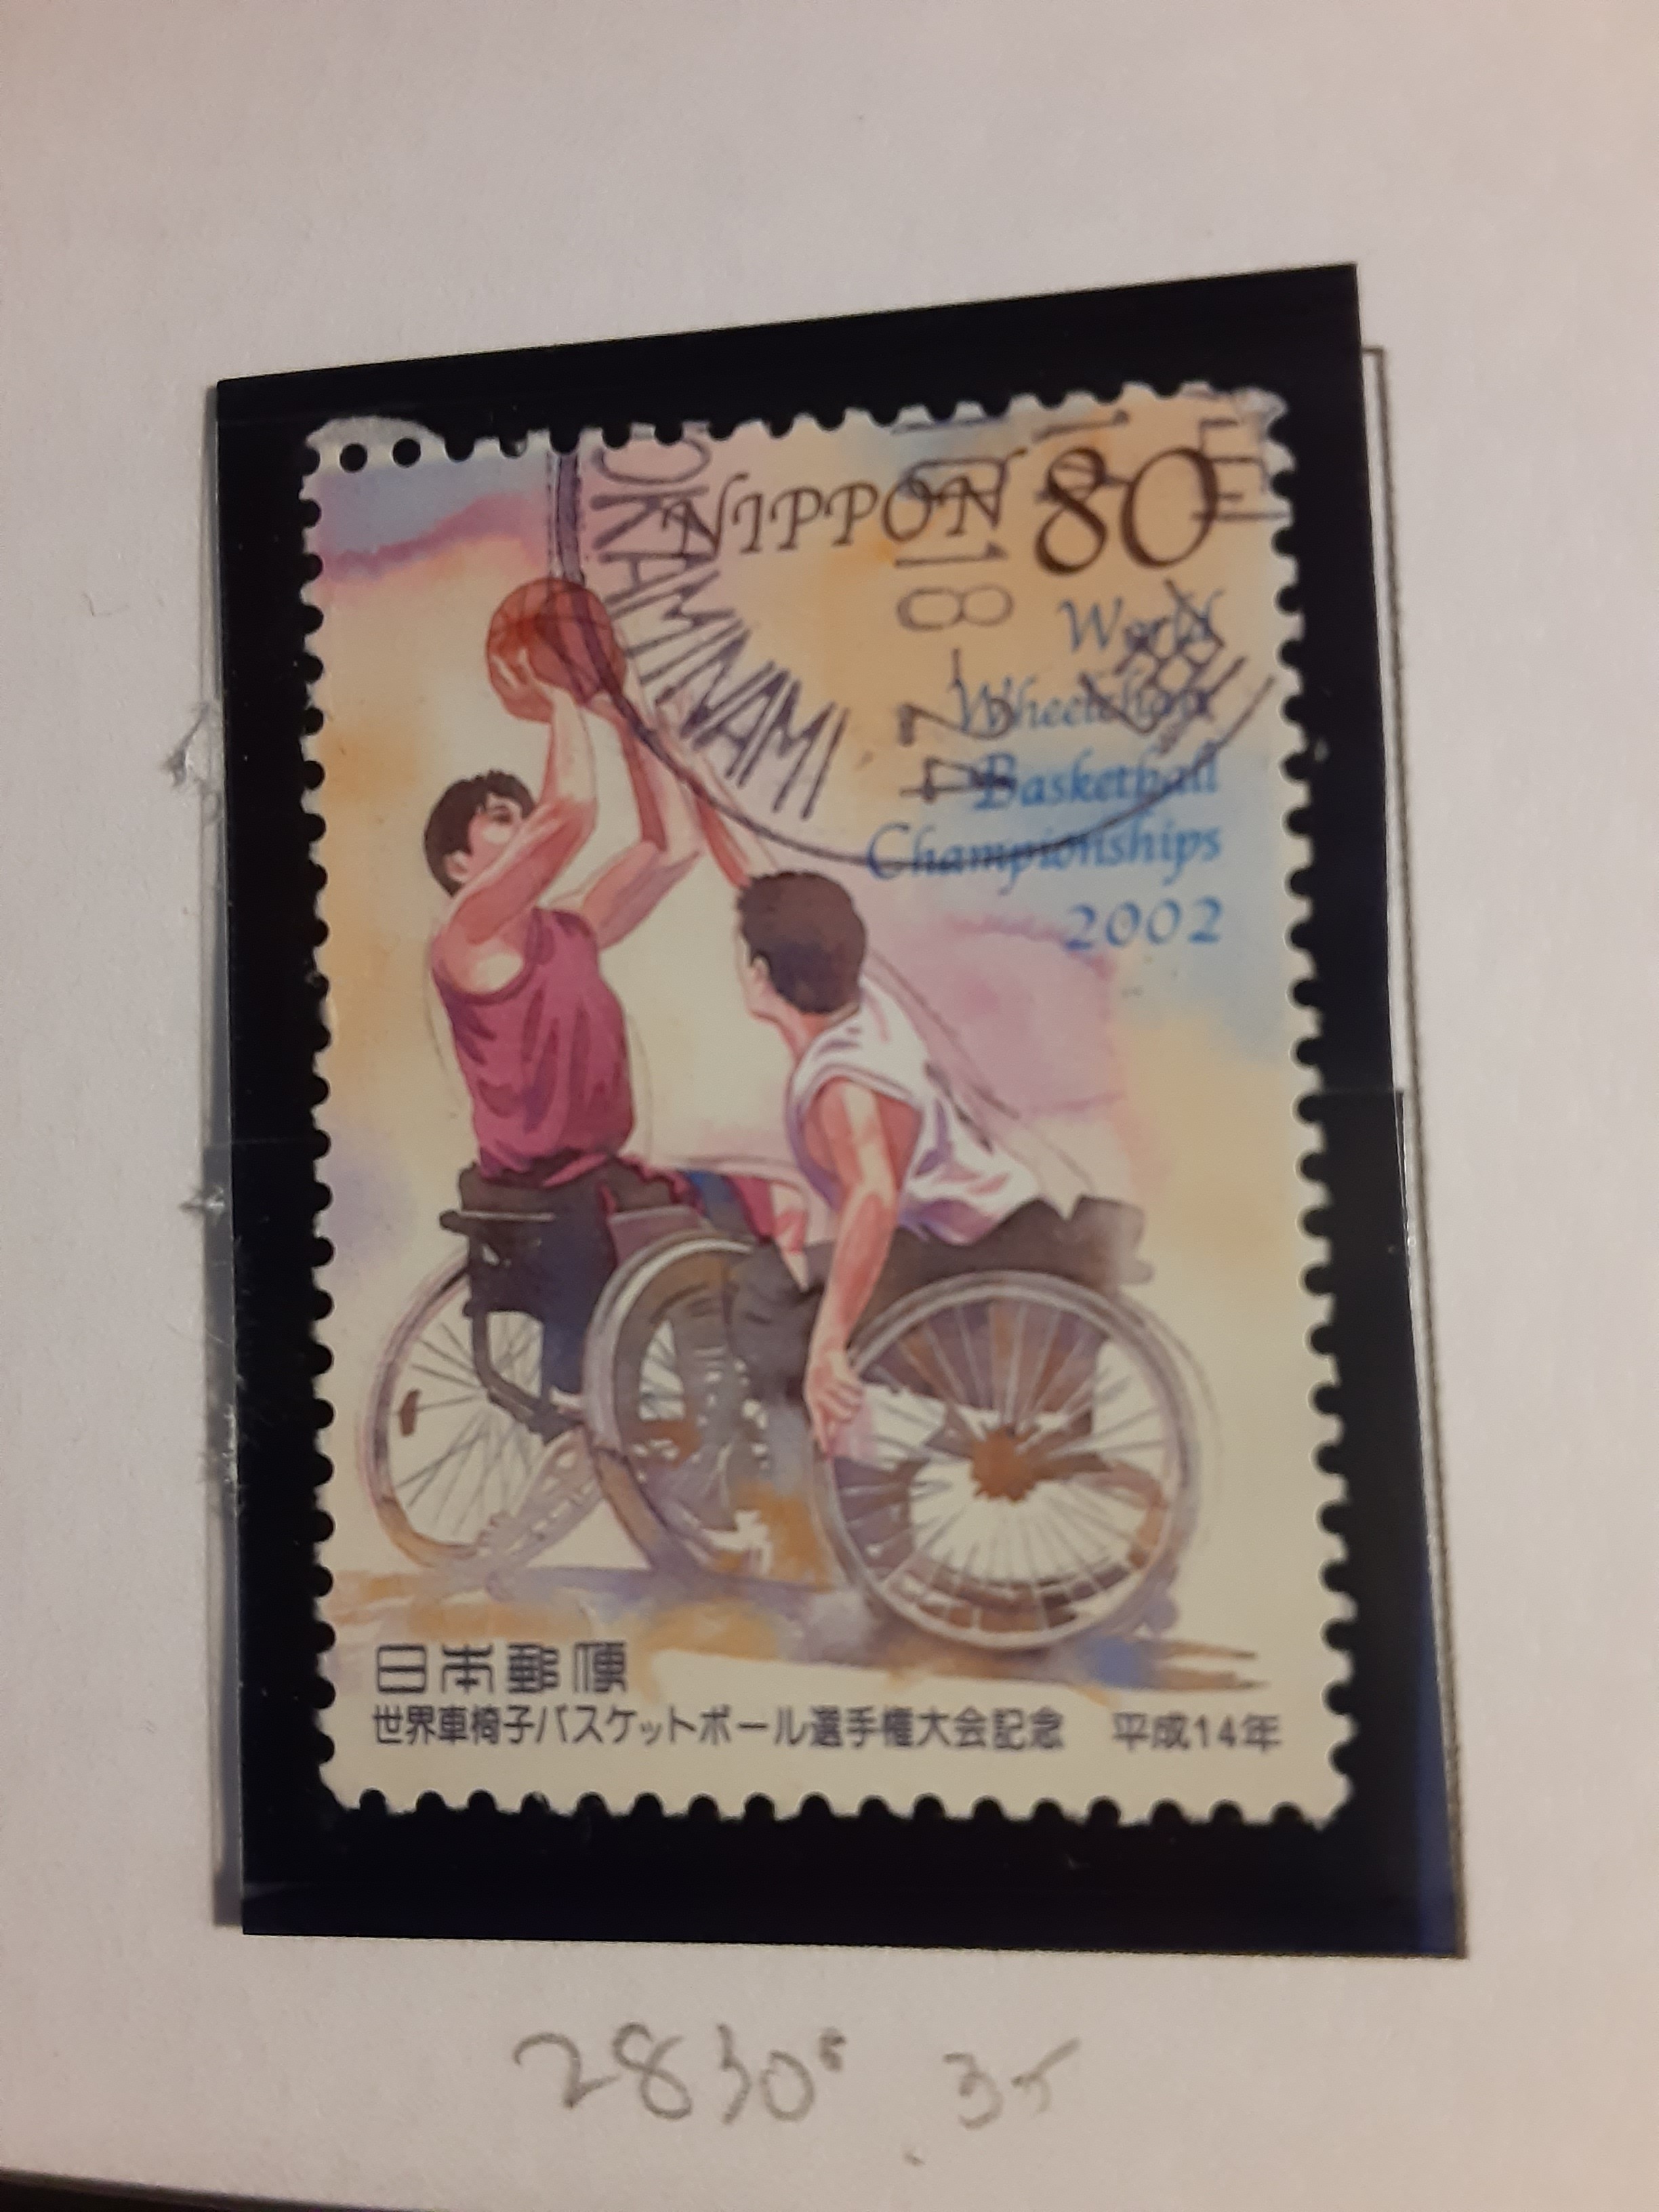 NIPPON 80
World
Wheelchair
Basketball
Championships
2002
OKAMINAMI
18
日本郵便
世界車椅子バスケットボール選手権大会記念 平成14年
2830 35